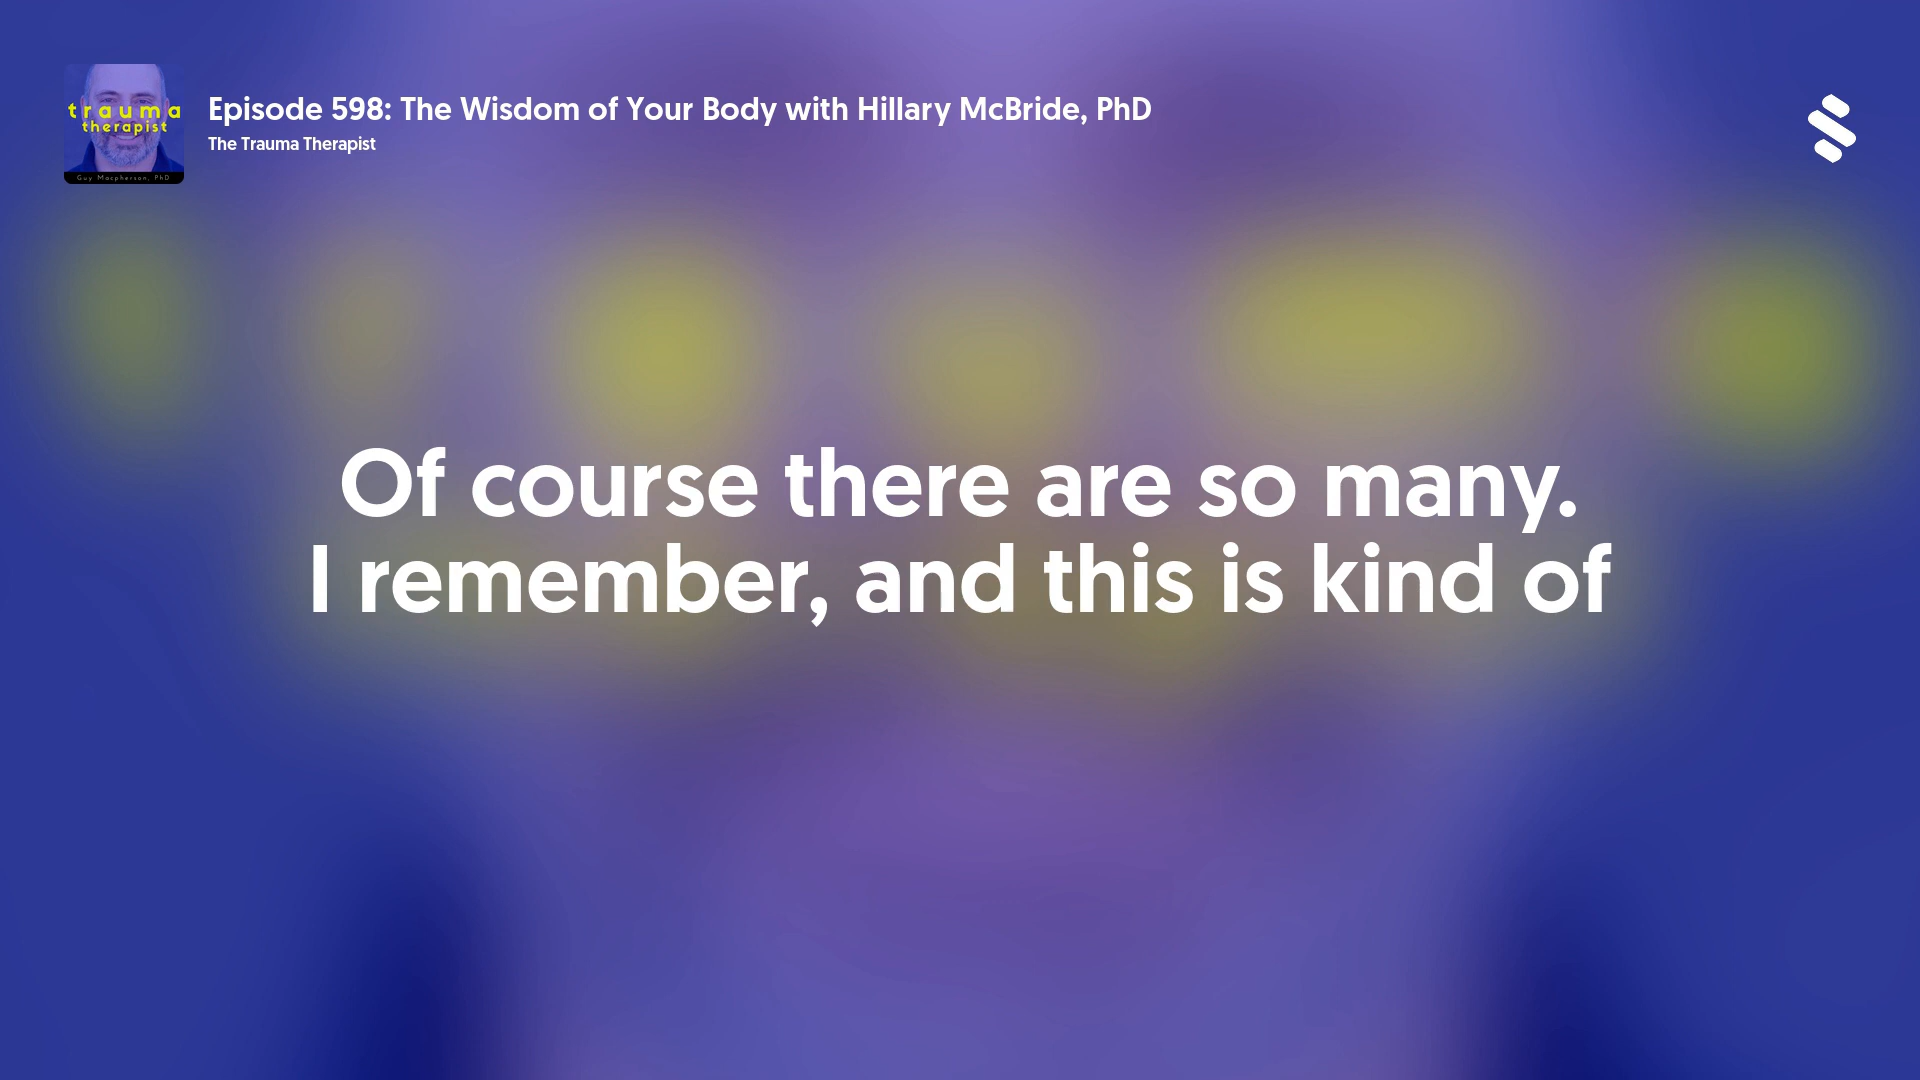 trauma
therapist
Guy Macpherson, PhD
Episode 598: The Wisdom of Your Body with Hillary McBride, PhD
The Trauma Therapist
Of course there are so many.
I remember, and this is kind of